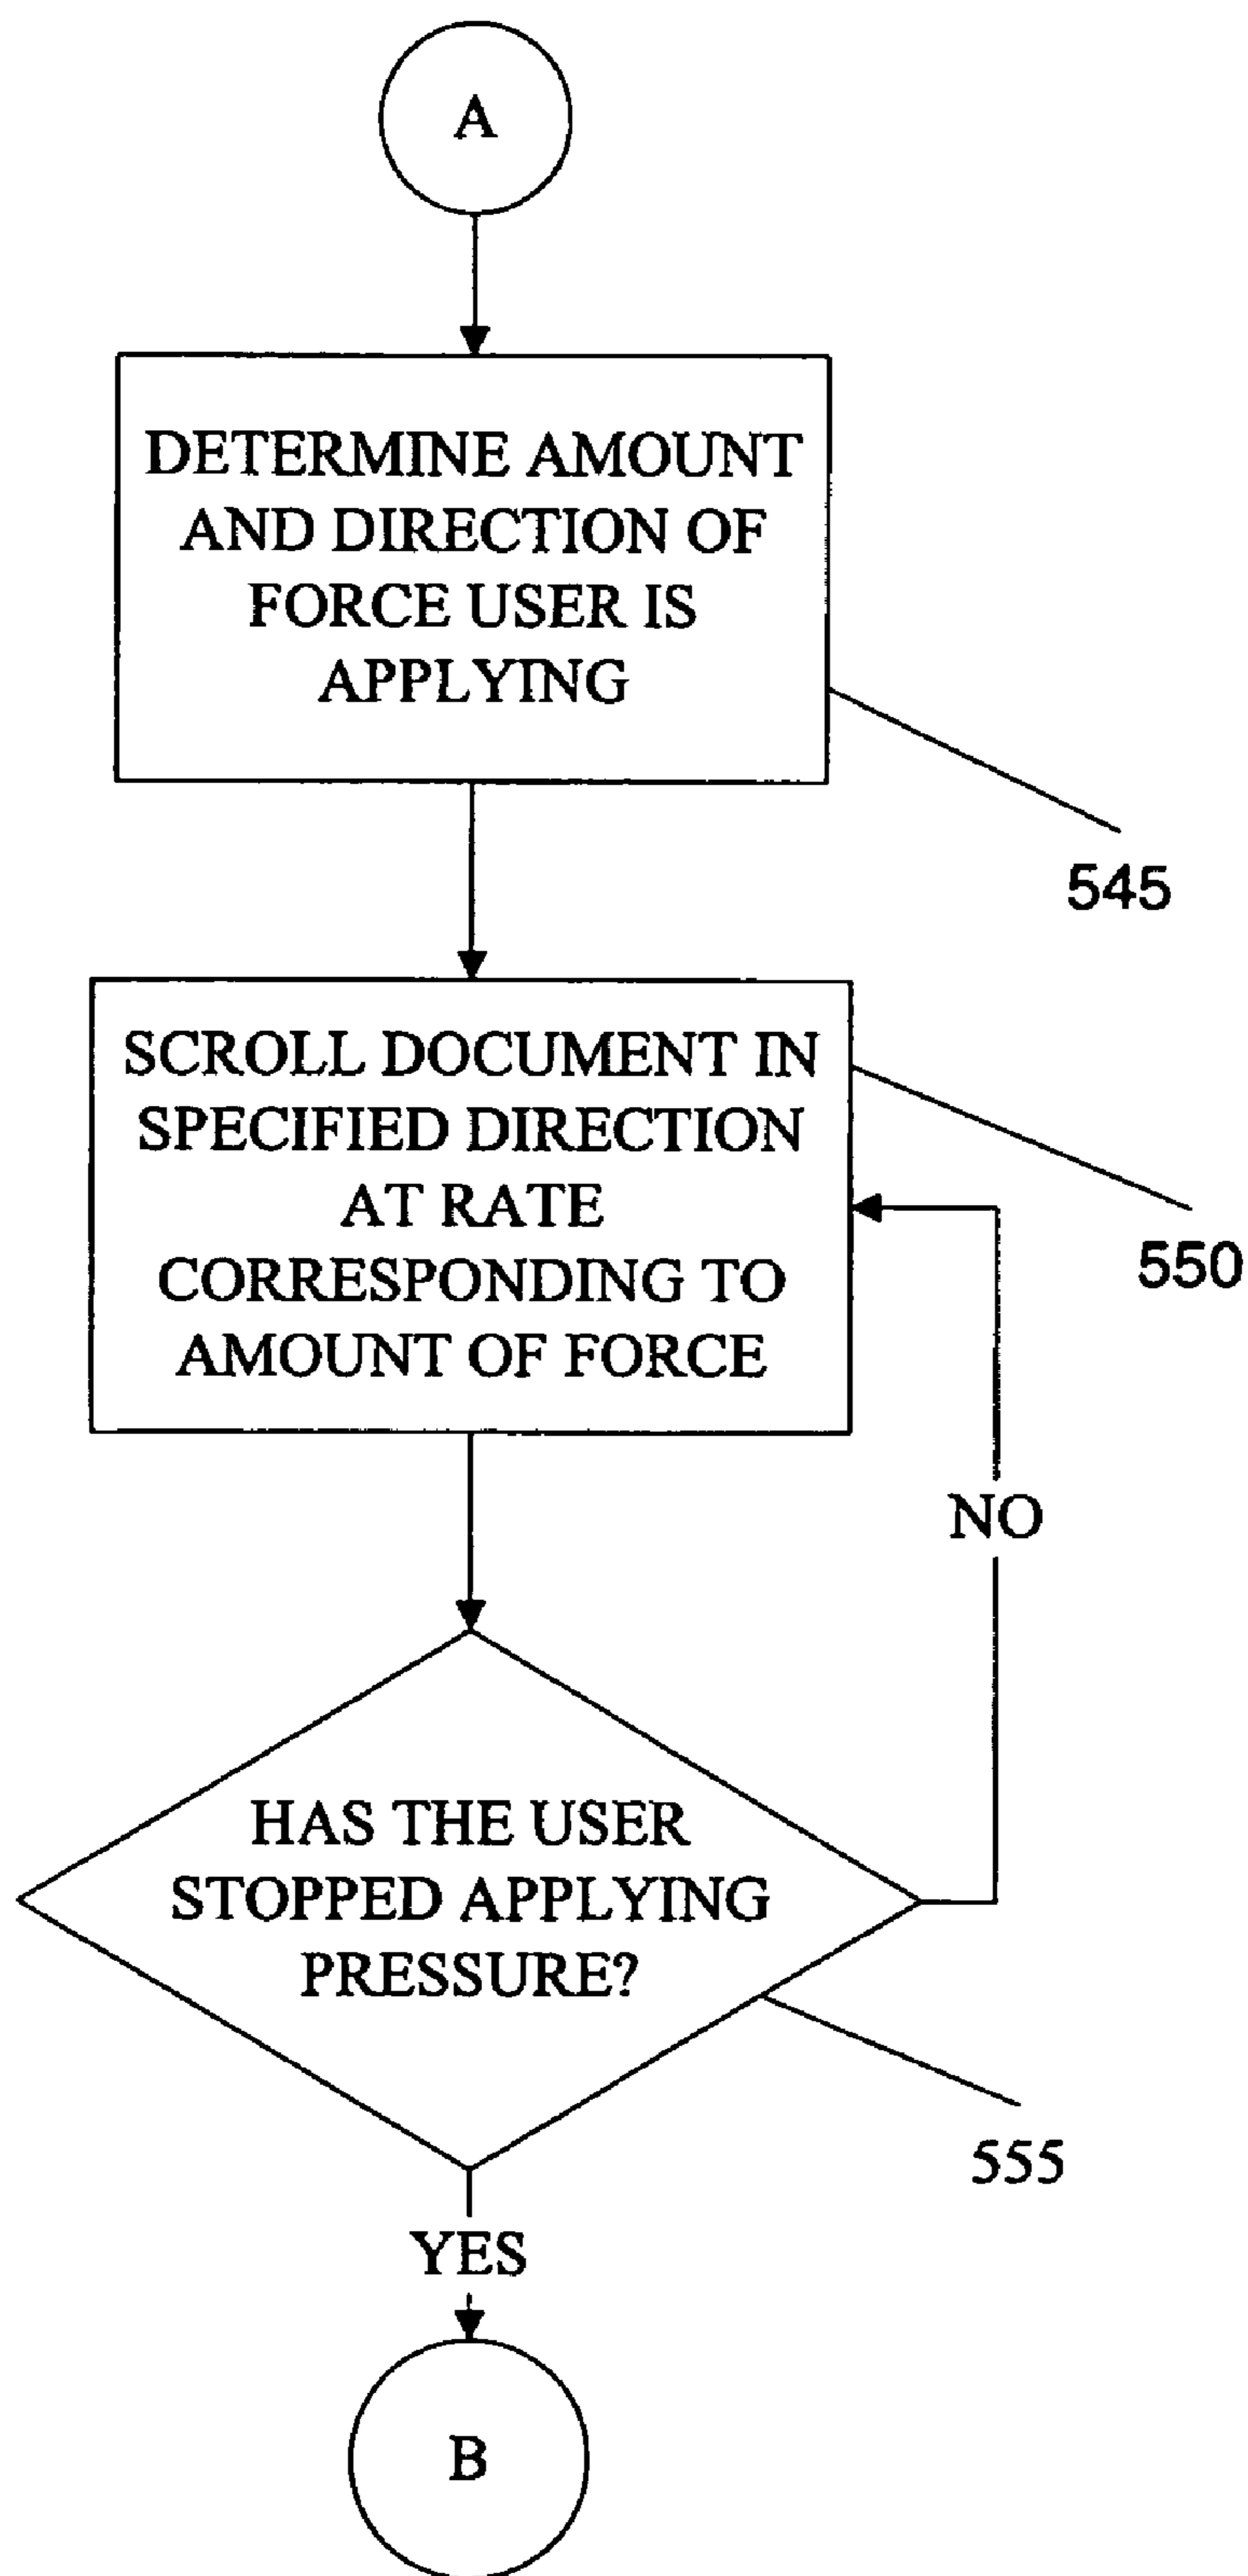 A
DETERMINE AMOUNT
AND DIRECTION OF
FORCE USER IS
APPLYING
545
SCROLL DOCUMENT IN
SPECIFIED DIRECTION
AT RATE
CORRESPONDING TO
AMOUNT OF FORCE
550
NO
HAS THE USER
STOPPED APPLYING
PRESSURE?
555
YES
B